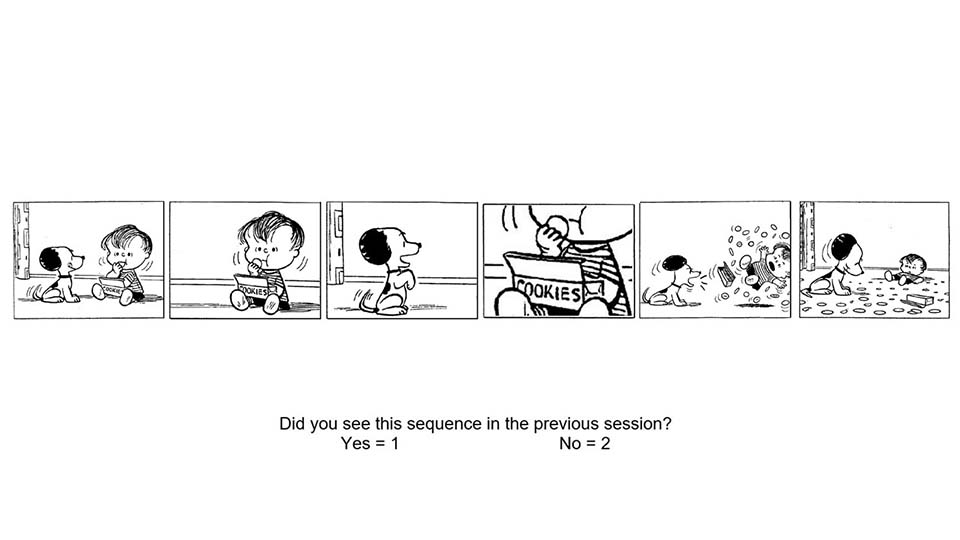 COOKIES
COOKIES
COOKIES
Did you see this sequence in the previous session?
Yes = 1 No = 2